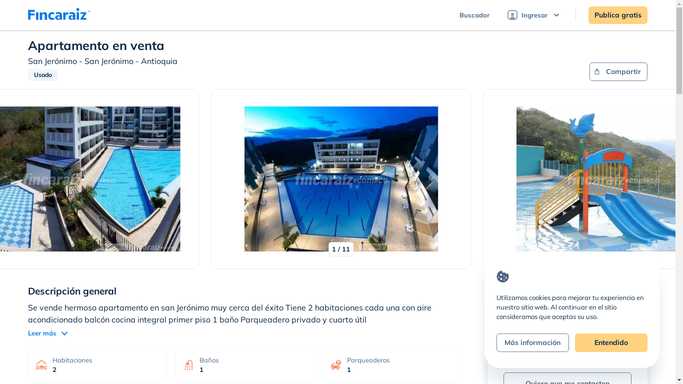 Fincaraiz
Buscador
Ingresar
Publica gratis
Apartamento en venta
San Jerónimo - San Jerónimo - Antioquia
Usado
Compartir
fincaraiz
fincaraiz
fincaraiz
1 / 11
Descripción general
Se vende hermoso apartamento en san Jerónimo muy cerca del éxito Tiene 2 habitaciones cada una con aire
acondicionado balcón cocina integral primer piso 1 baño Parqueadero privado y cuarto útil
Leer más
Habitaciones
2
Baños
1
Parqueaderos
1
Utilizamos cookies para mejorar tu experiencia en
nuestro sitio web. Al continuar en el sitio
consideramos que aceptas su uso.
Más información
Entendido
Quiero que me contacten